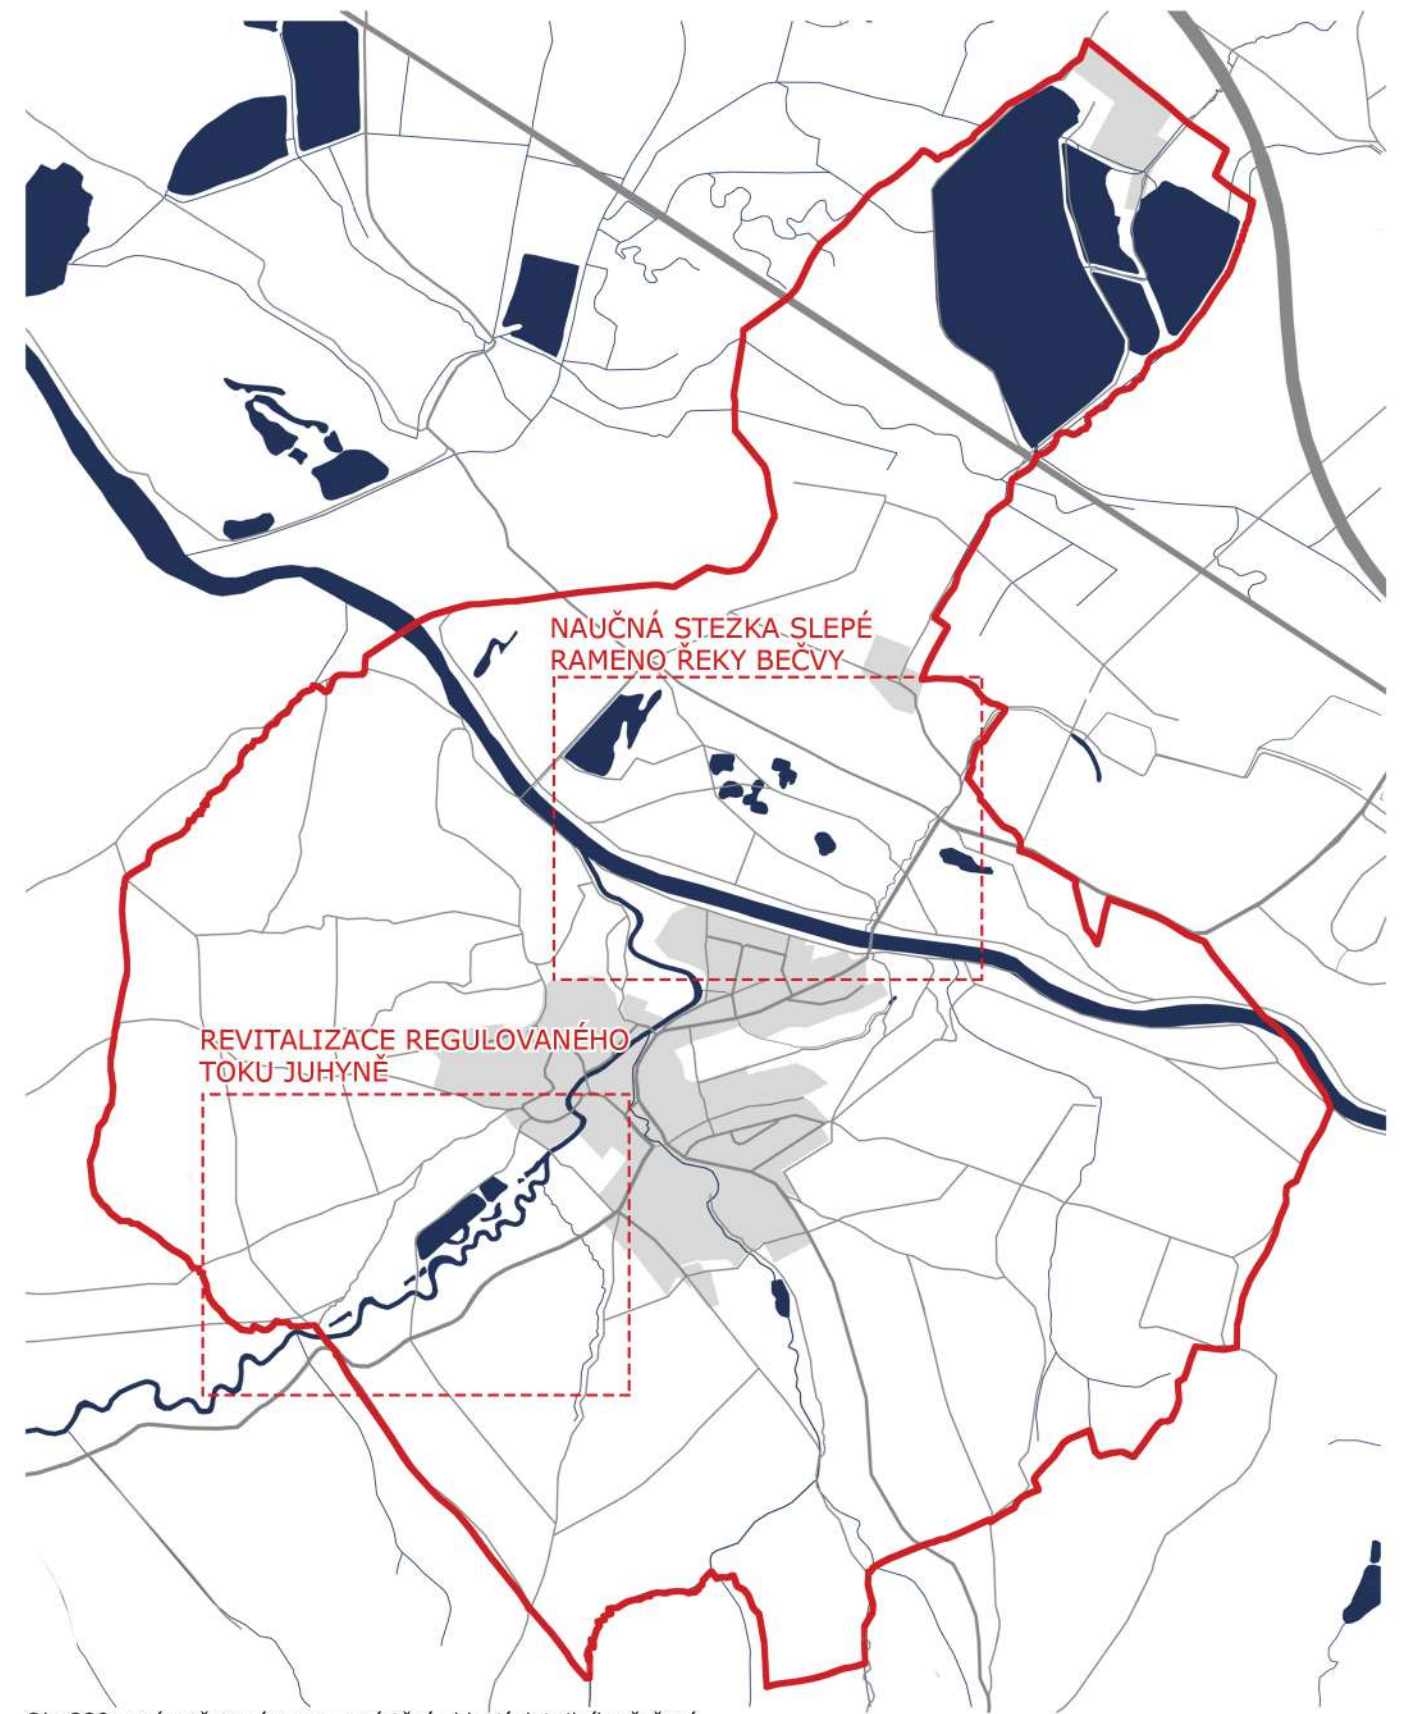 NAUČNÁ STEZKA SLEPÉ
RAMENO ŘEKY BEČVY
REVITALIZACE REGULOVANÉHO
TOKU JUHYNĚ